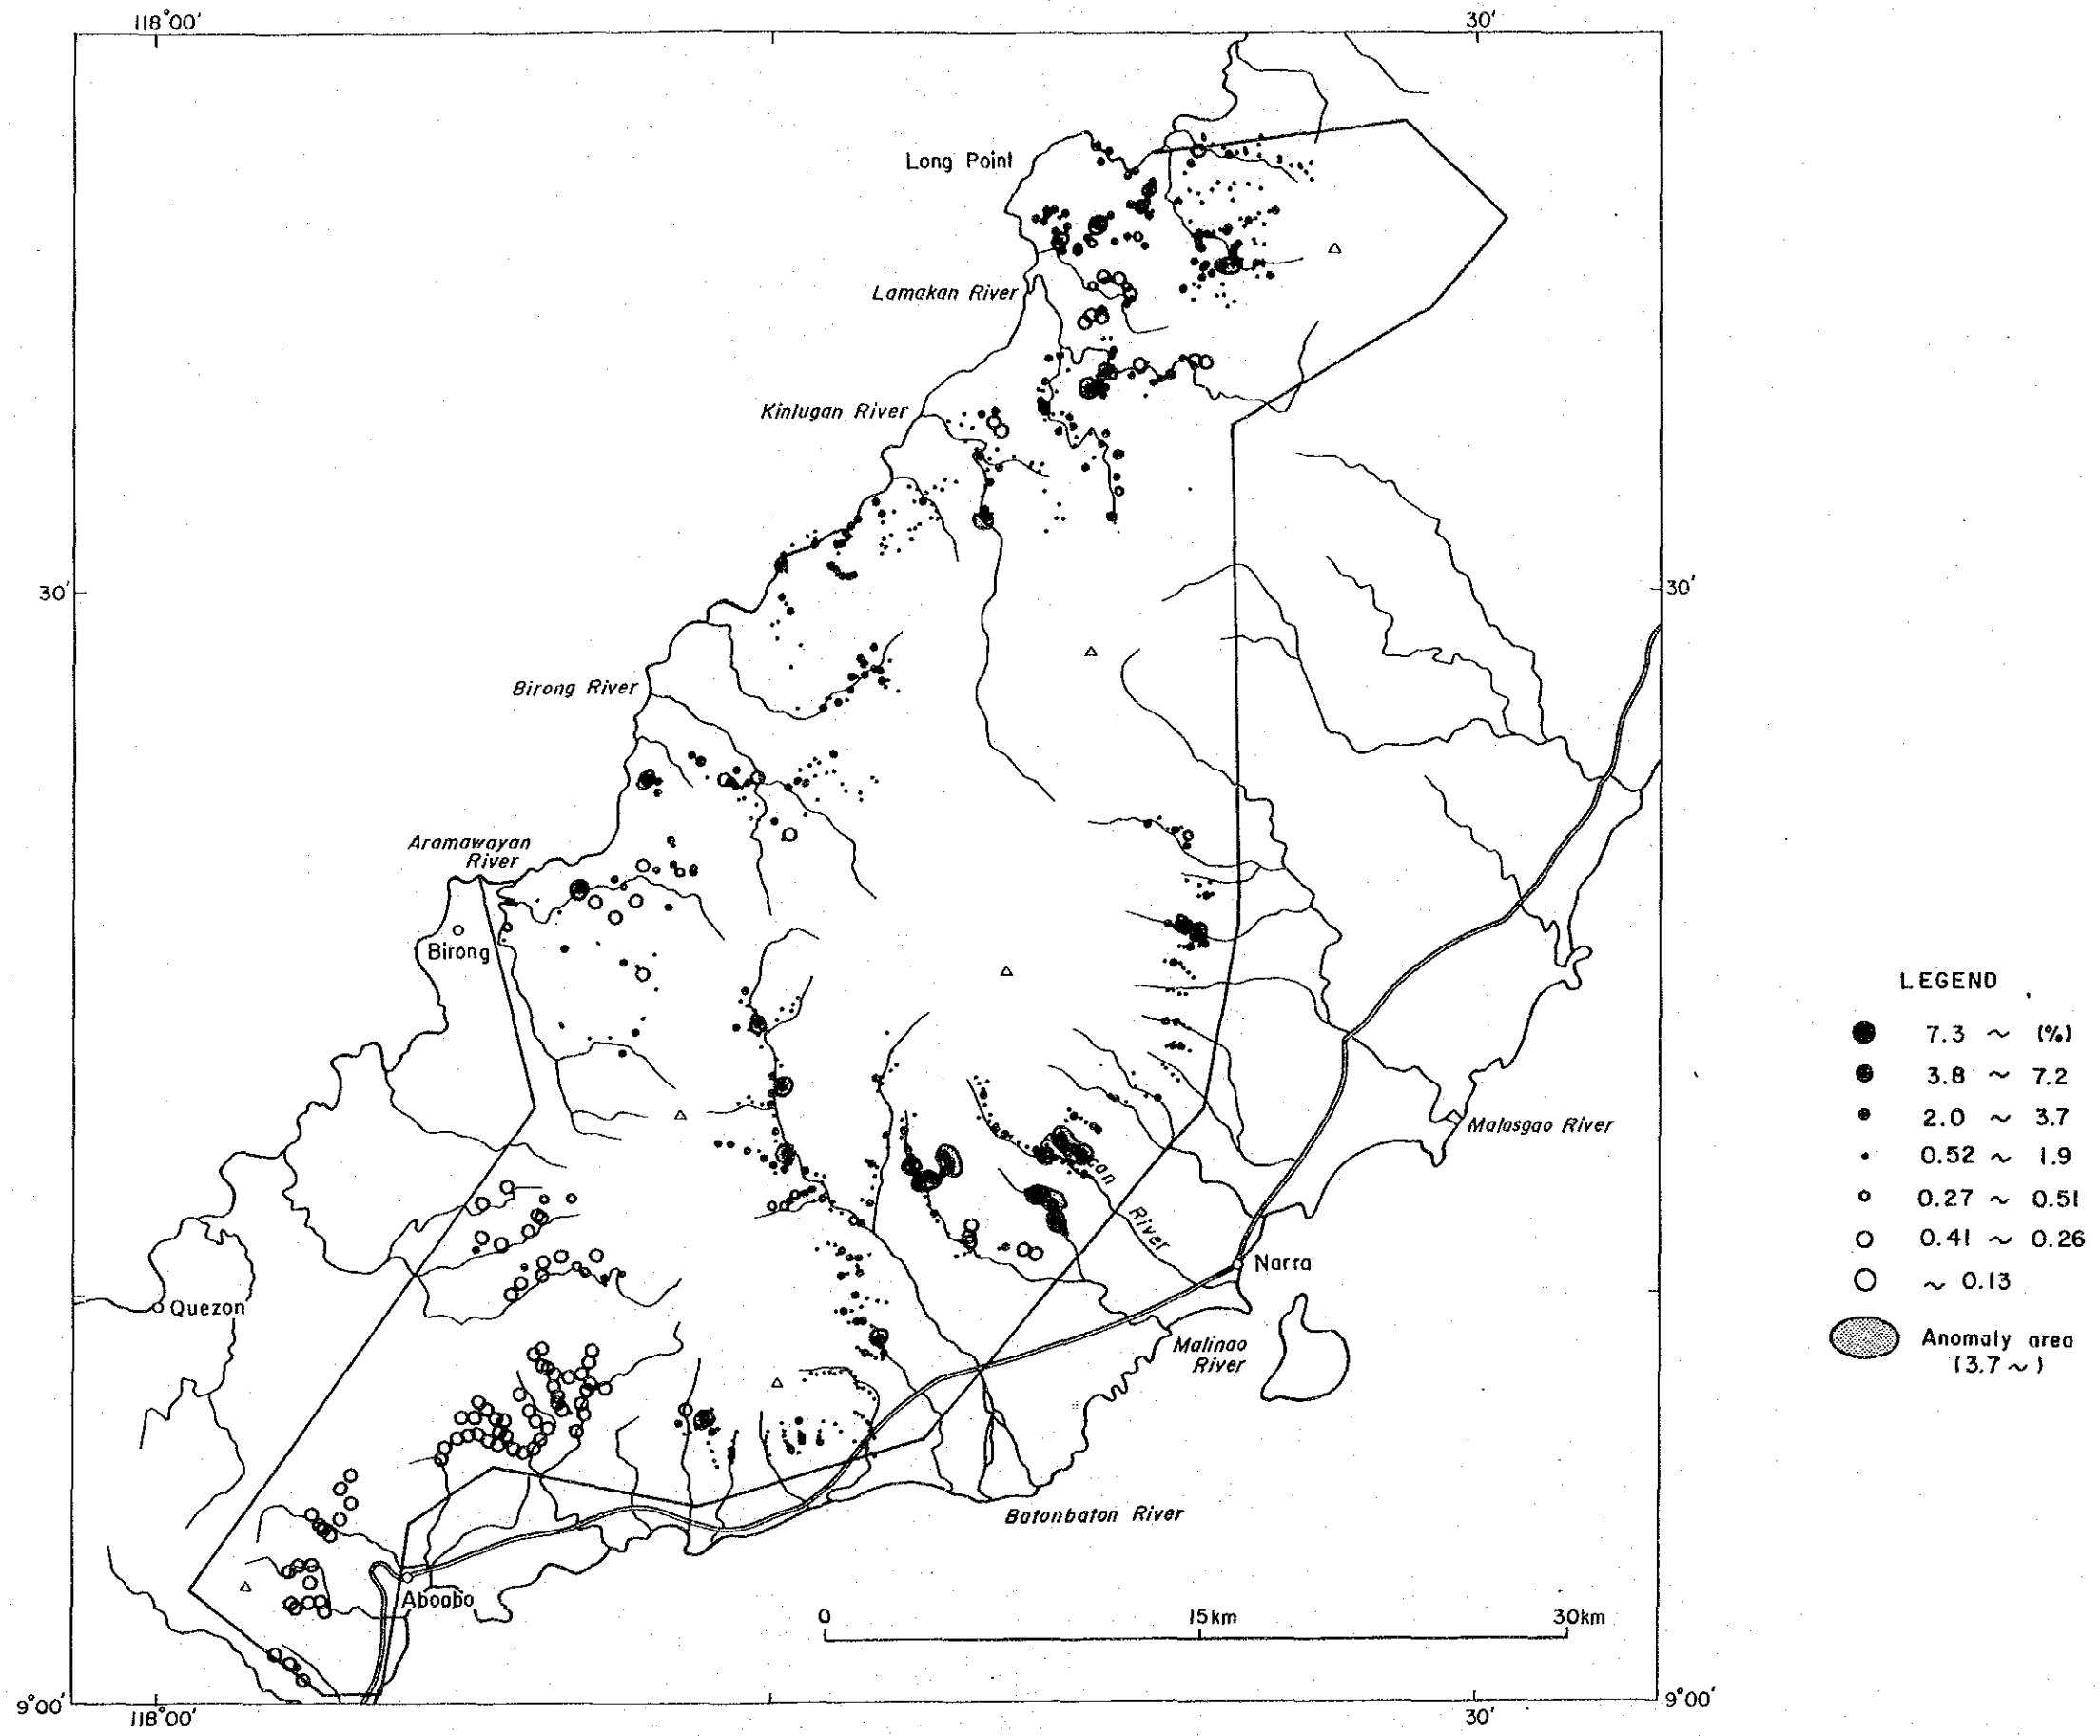 118°00'
30'
Long Point
Lamakan River
Kinlugan River
30'
30'
Birong River
Aramawayan
River
Birong
LEGEND
7.3 ~ (%)
3.8 ~ 7.2
2.0 ~ 3.7
0.52 ~ 1.9
0.27 ~ 0.51
0.41 ~ 0.26
~ 0.13
Anomaly area
(3.7 ~)
Malasgao River
River
Narra
Quezon
Malinao
River
Batonbaton River
Aboabo
0
15km
30km
9°00'
9°00'
118°00'
30'